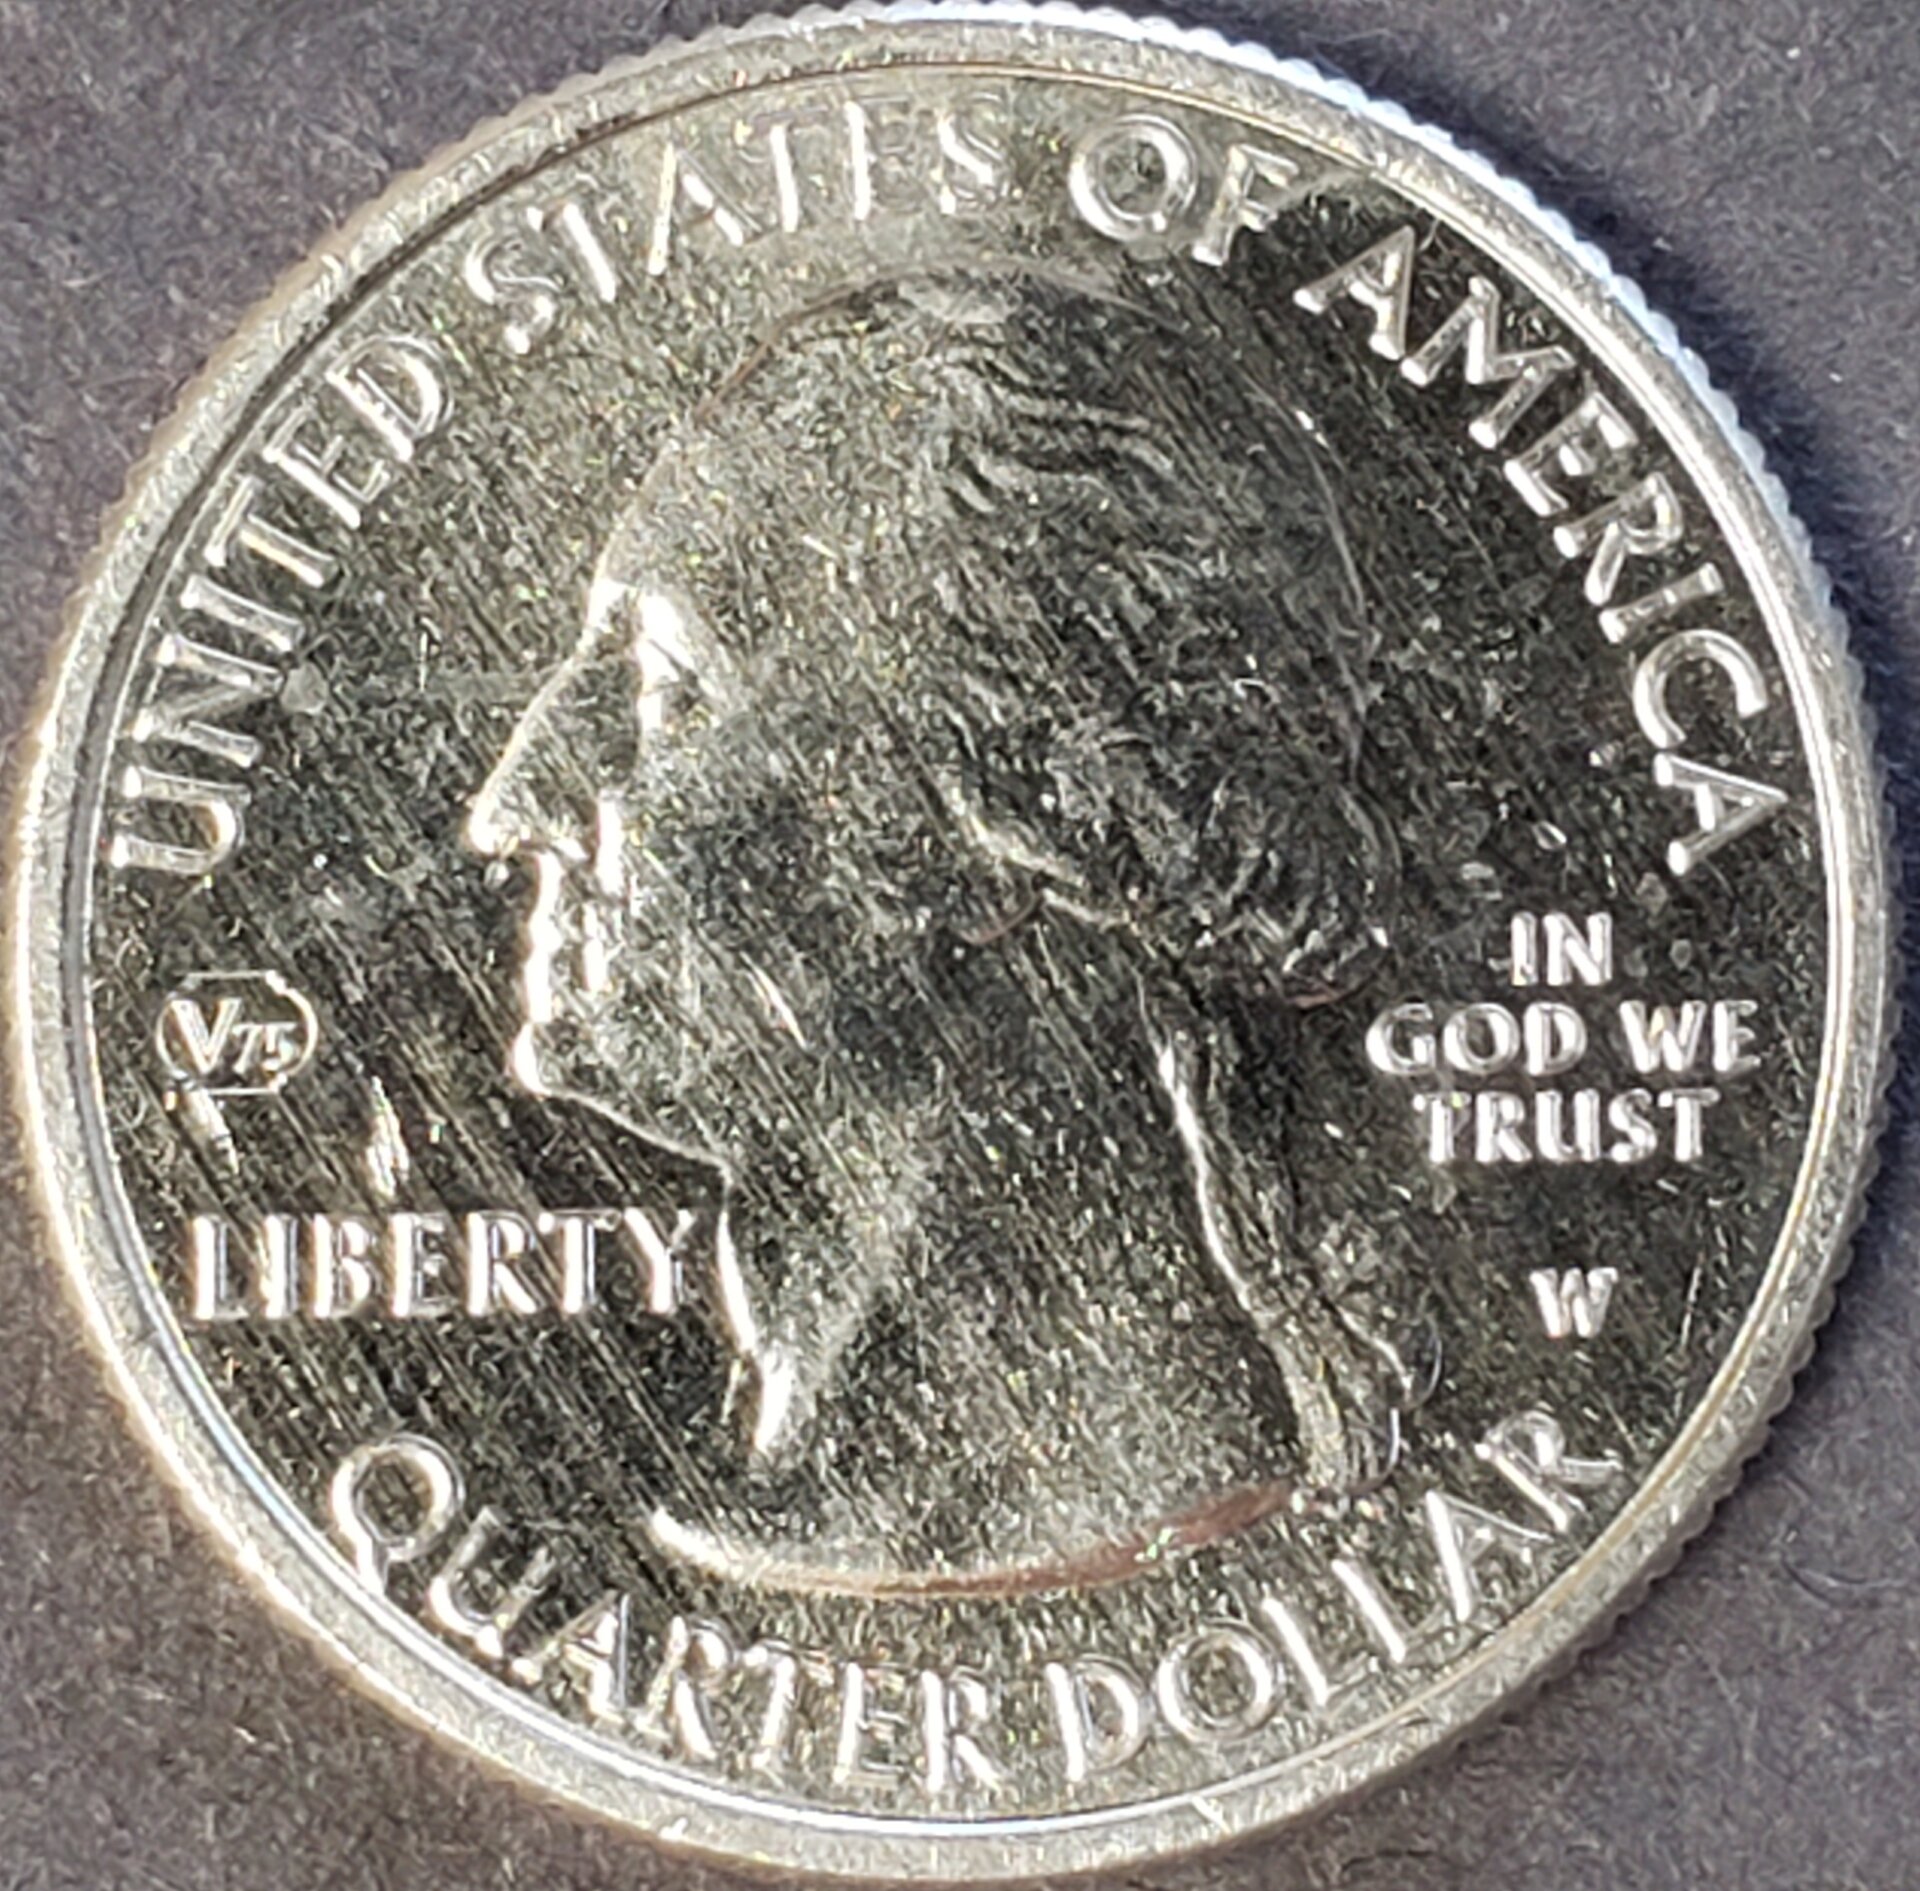 UNITED STATES OF AMERICA
IN
GOD WE
TRUST
V75
LIBERTY
W
QUARTER DOLLAR